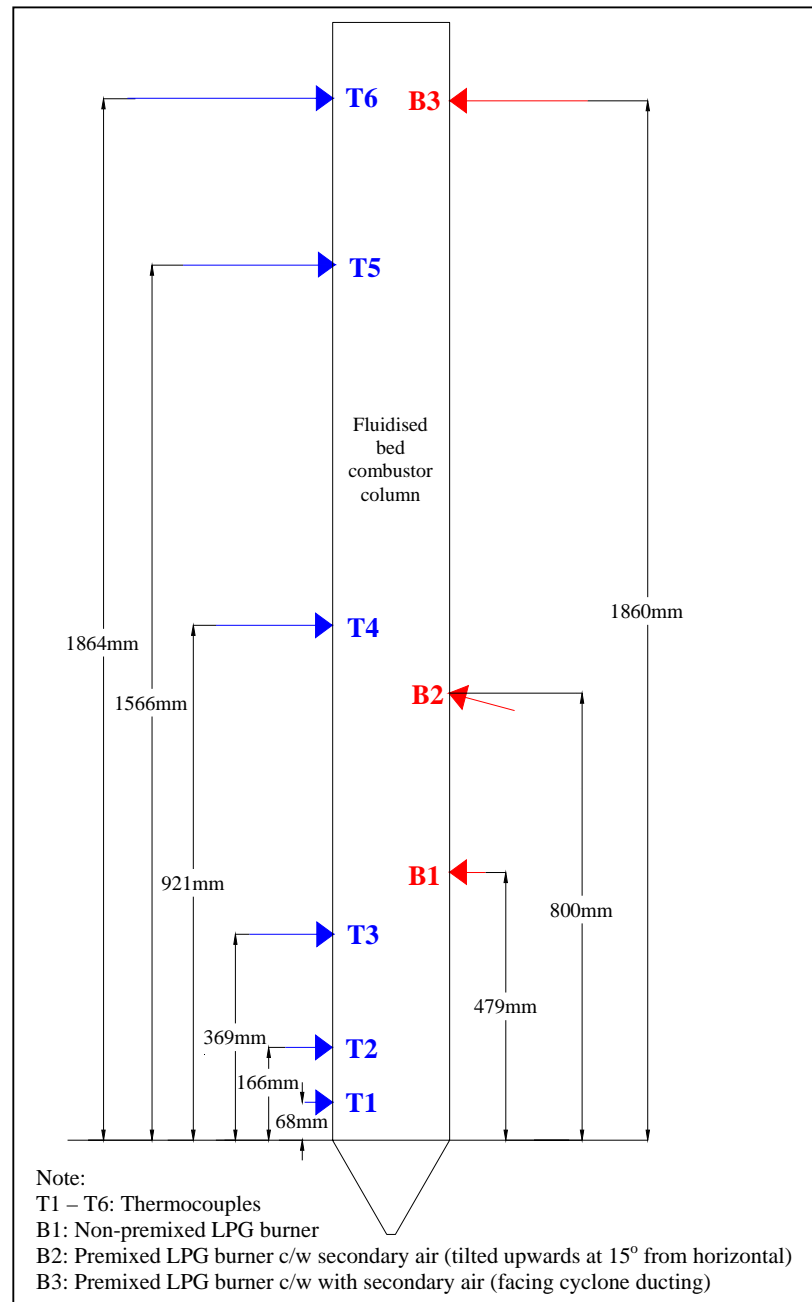 T6
B3
T5
Fluidised
bed
combustor
column
1860mm
T4
1864mm
B2
1566mm
B1
921mm
800mm
T3
479mm
369mm
T2
166mm
T1
68mm
Note:
T1 – T6: Thermocouples
B1: Non-premixed LPG burner
B2: Premixed LPG burner c/w secondary air (tilted upwards at 15° from horizontal)
B3: Premixed LPG burner c/w with secondary air (facing cyclone ducting)